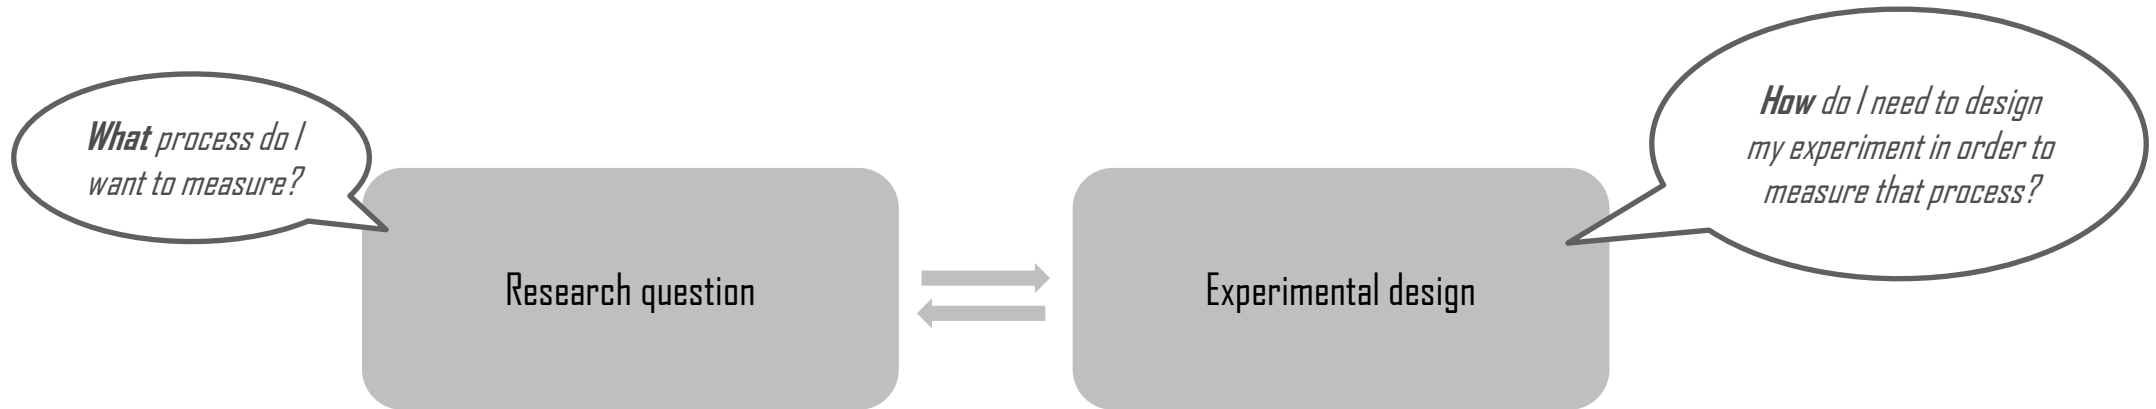 What process do I
want to measure?
How do I need to design
my experiment in order to
measure that process?
Research question
Experimental design